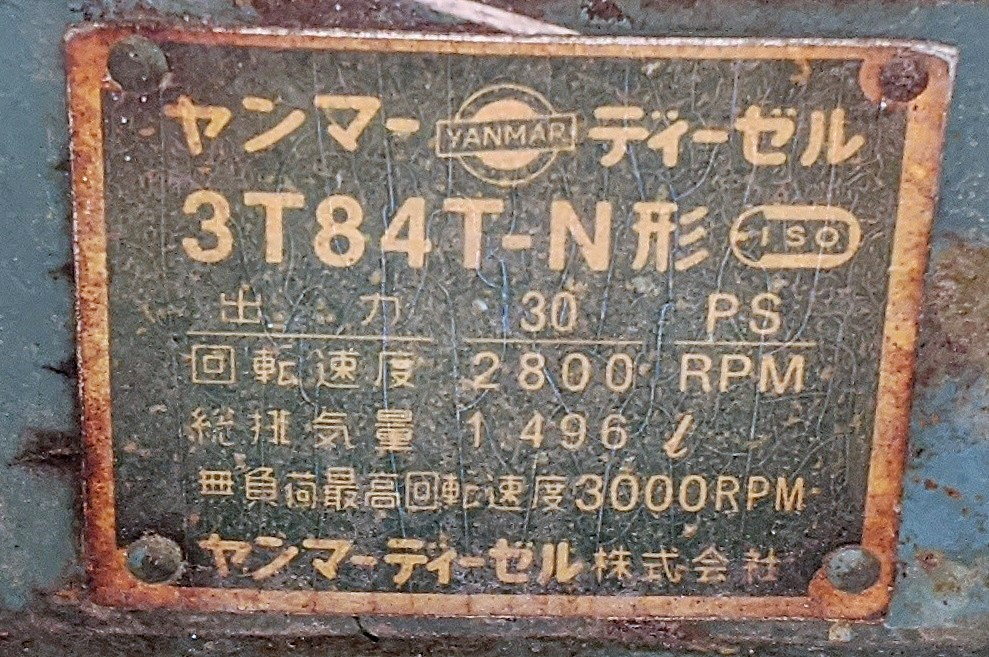 ヤンマー YANMAR ディーゼル
3T84T-N形 ISO
出力 30 PS
回転速度 2800 RPM
総排気量 1 496 l
無負荷最高回転速度3000RPM
ヤンマーディーゼル株式会社